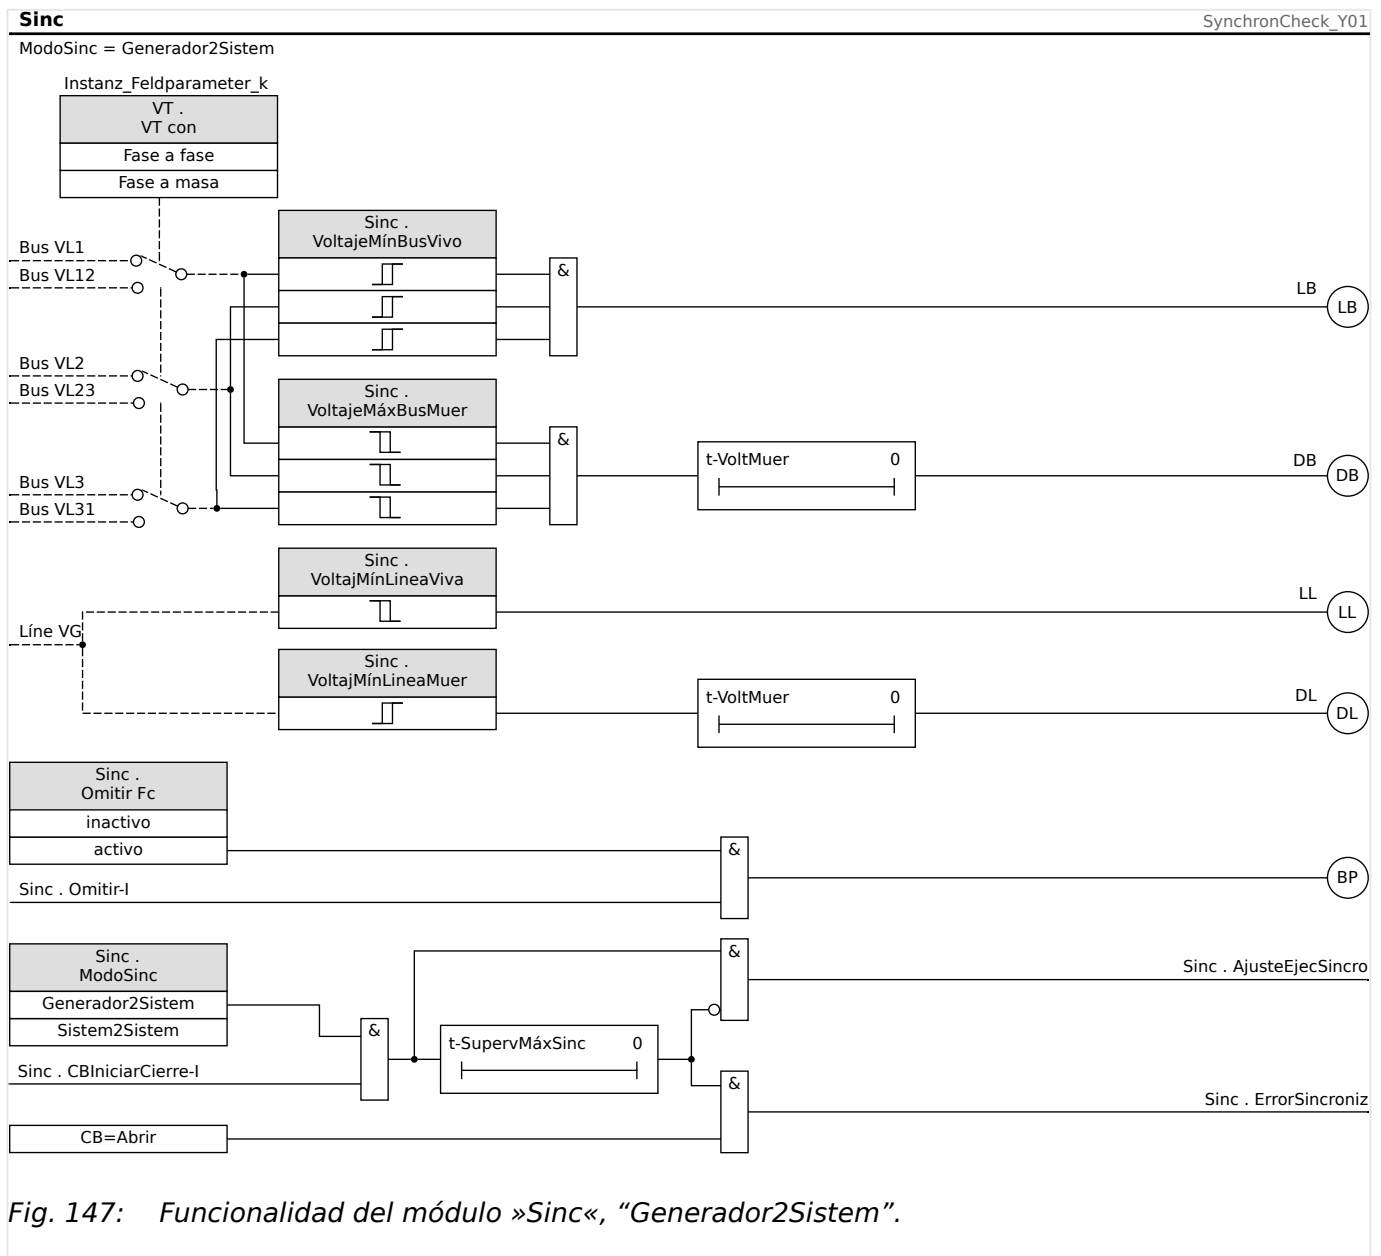 Sinc
SynchronCheck_Y01
ModoSinc = Generador2Sistem
Instanz_Feldparameter_k
VT .
VT con
Fase a fase
Fase a masa
Sinc .
VoltajeMínBusVivo
Bus VL1
Bus VL12
&
LB
LB
Bus VL2
Bus VL23
Sinc .
VoltajeMáxBusMuer
&
t-VoltMuer 0
DB
DB
Bus VL3
Bus VL31
Sinc .
VoltajMínLineaViva
LL
LL
Líne VG
Sinc .
VoltajMínLineaMuer
t-VoltMuer 0
DL
DL
Sinc .
Omitir Fc
inactivo
activo
&
Sinc . Omitir-I
BP
Sinc .
ModoSinc
Generador2Sistem
Sistem2Sistem
&
Sinc . AjusteEjecSincro
&
t-SupervMáxSinc 0
Sinc . CBIniciarCierre-I
&
Sinc . ErrorSincroniz
CB=Abrir
Fig. 147: Funcionalidad del módulo »Sinc«, “Generador2Sistem”.